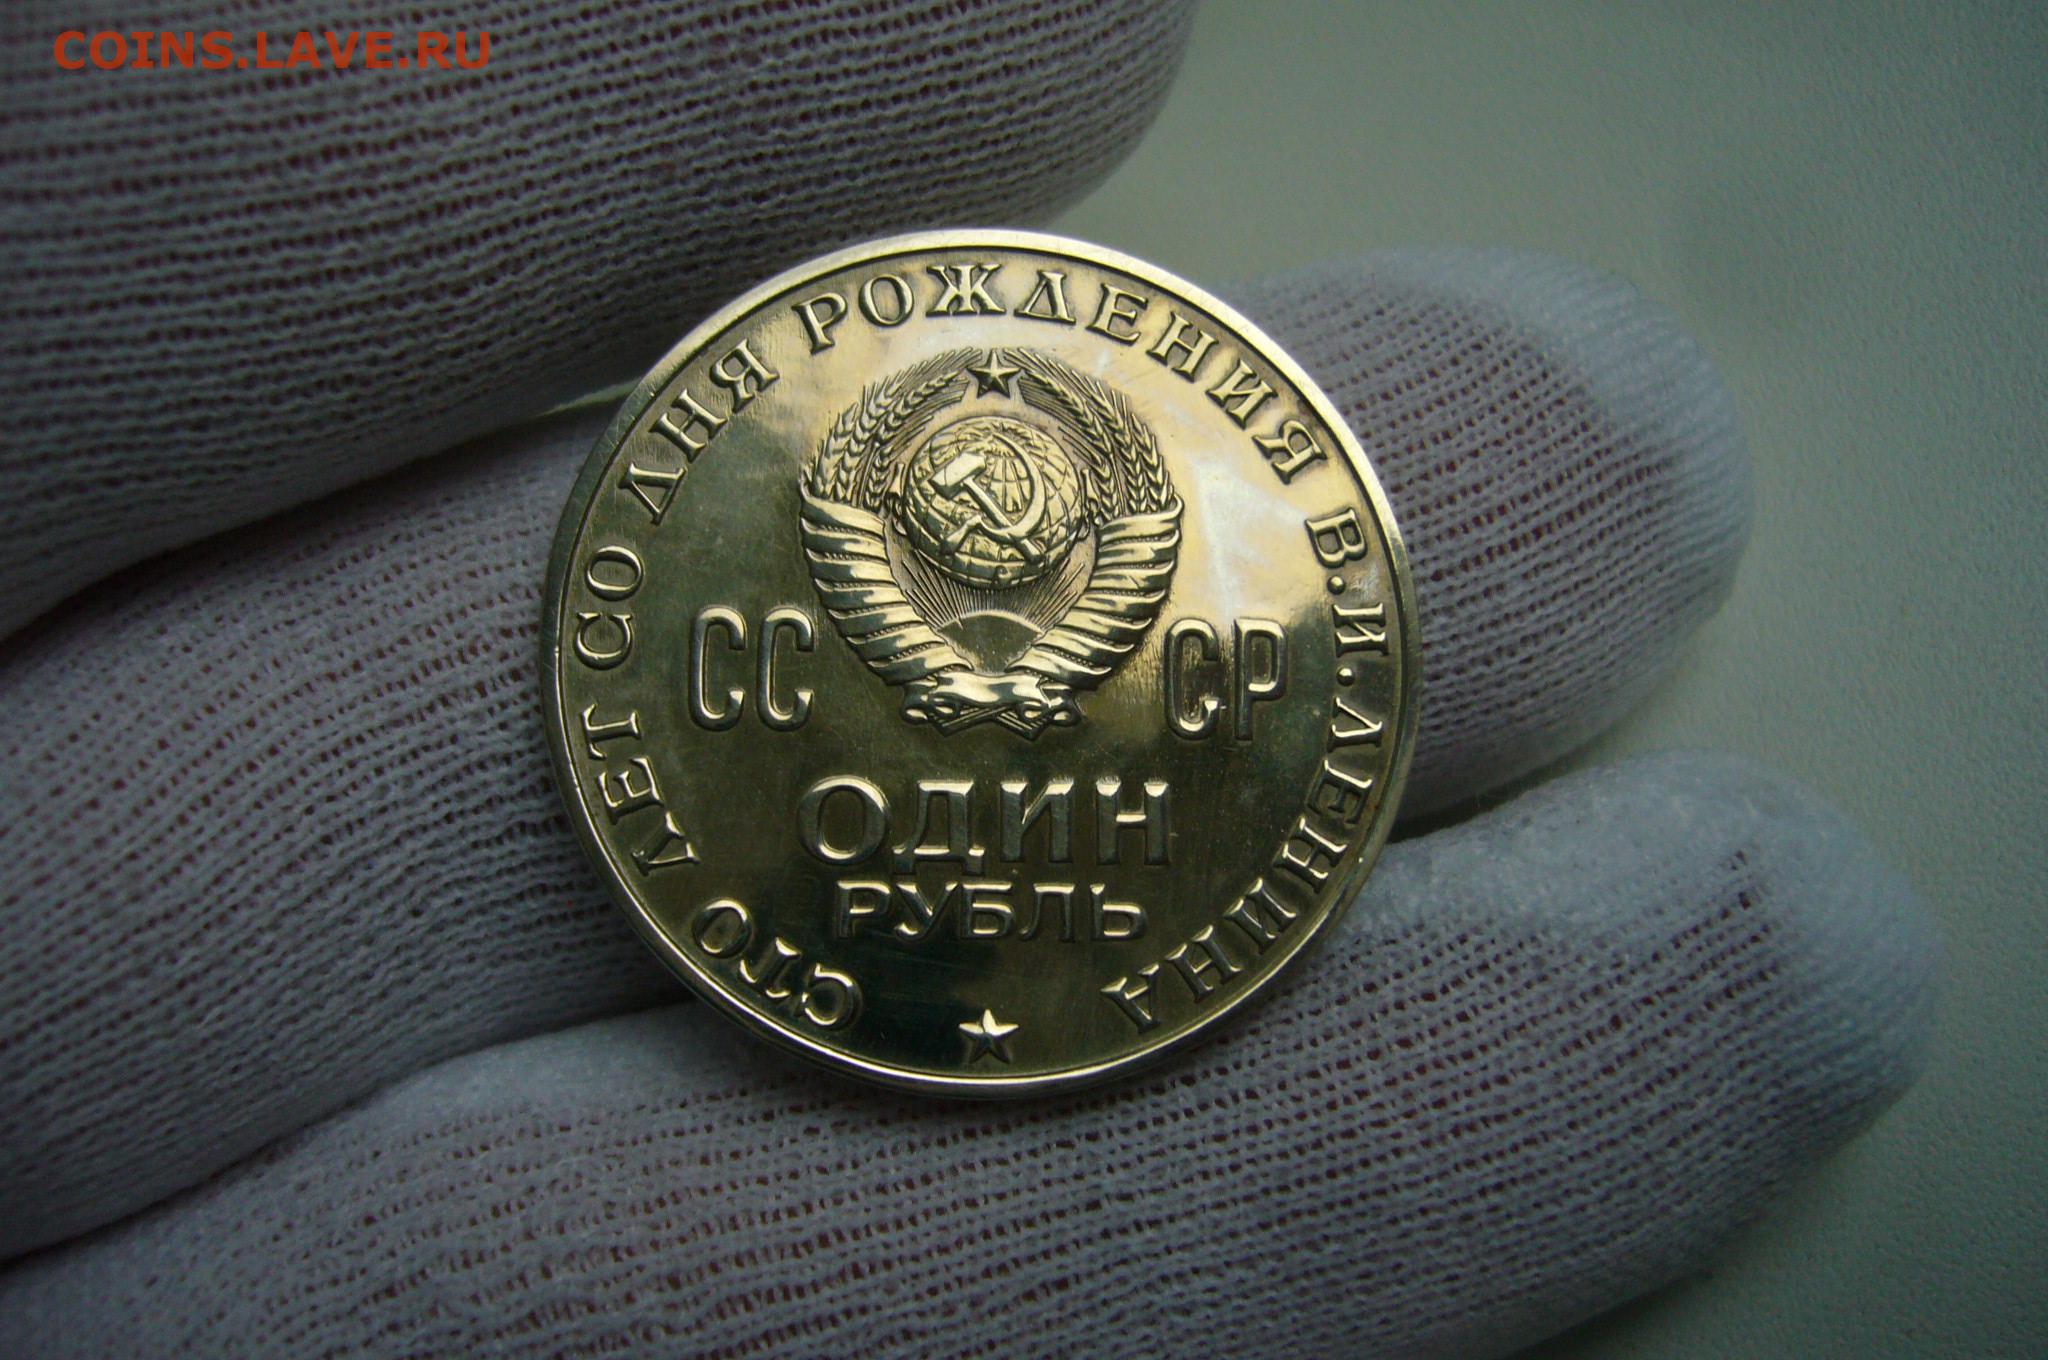 COINS.LAVE.RU
СТО ЛЕТ СО ДНЯ РОЖДЕНИЯ В.И.ЛЕНИНА
СС СР
ОДИН
РУБЛЬ